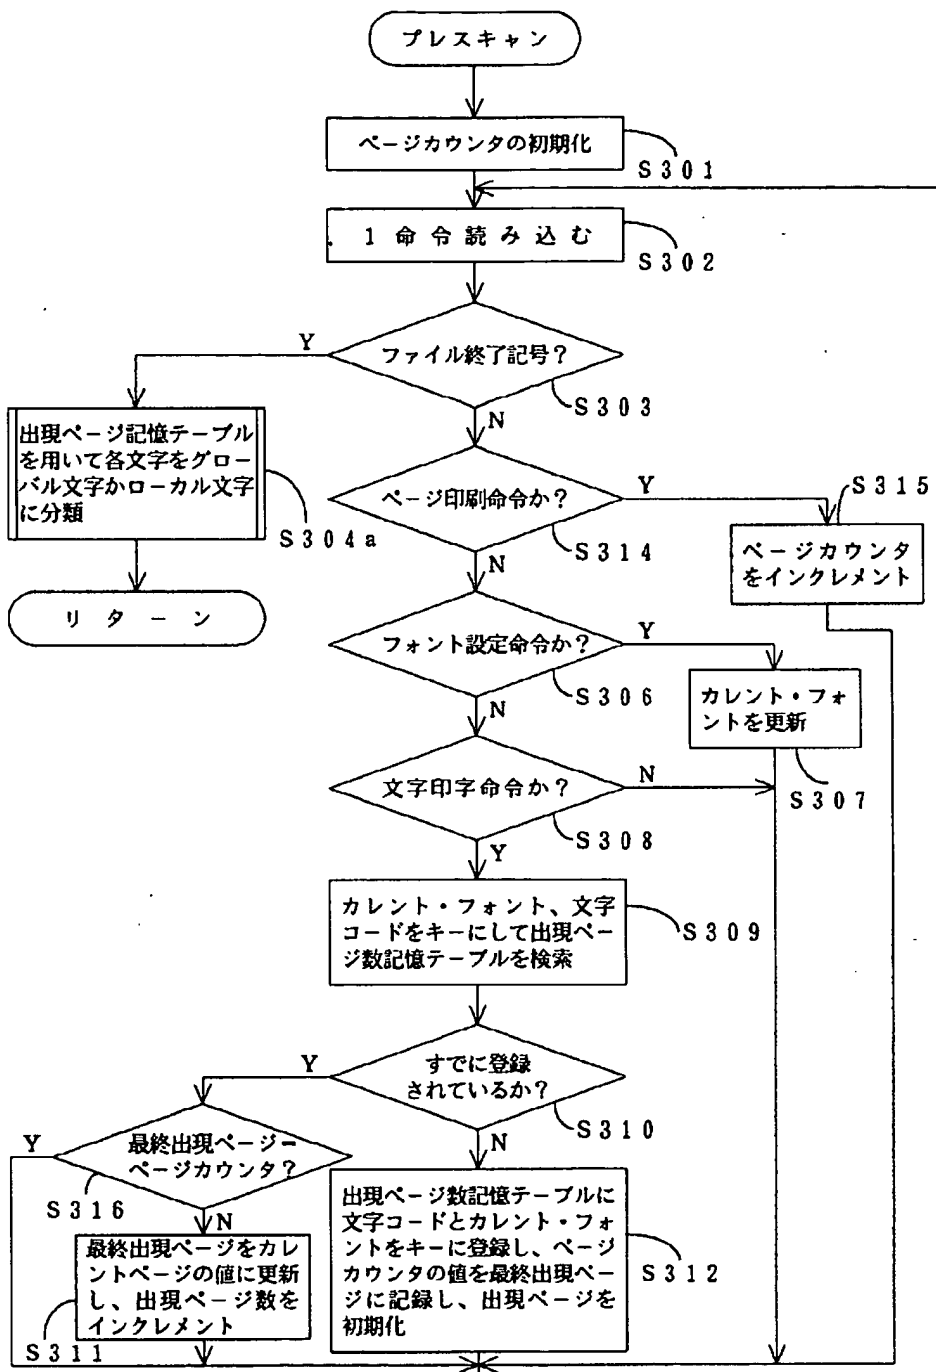 プレスキャン
ページカウンタの初期化
S301
1命令読み込む
S302
ファイル終了記号?
Y
S303
N
出現ページ記憶テーブル
を用いて各文字をグロー
バル文字かローカル文字
に分類
S304a
リターン
ページ印刷命令か?
Y
S314
N
S315
ページカウンタ
をインクリメント
フォント設定命令か?
Y
S306
N
カレント・フォ
ントを更新
S307
文字印字命令か?
N
S308
Y
カレント・フォント、文字
コードをキーにして出現ペー
ジ数記憶テーブルを検索
S309
すでに登録
されているか?
Y
S310
N
最終出現ページ=
ページカウンタ?
Y
S316
N
最終出現ページをカレ
ントページの値に更新
し、出現ページ数を
インクレメント
S311
出現ページ数記憶テーブルに
文字コードとカレント・フォ
ントをキーに登録し、ページ
カウンタの値を最終出現ペー
ジに記録し、出現ページを
初期化
S312